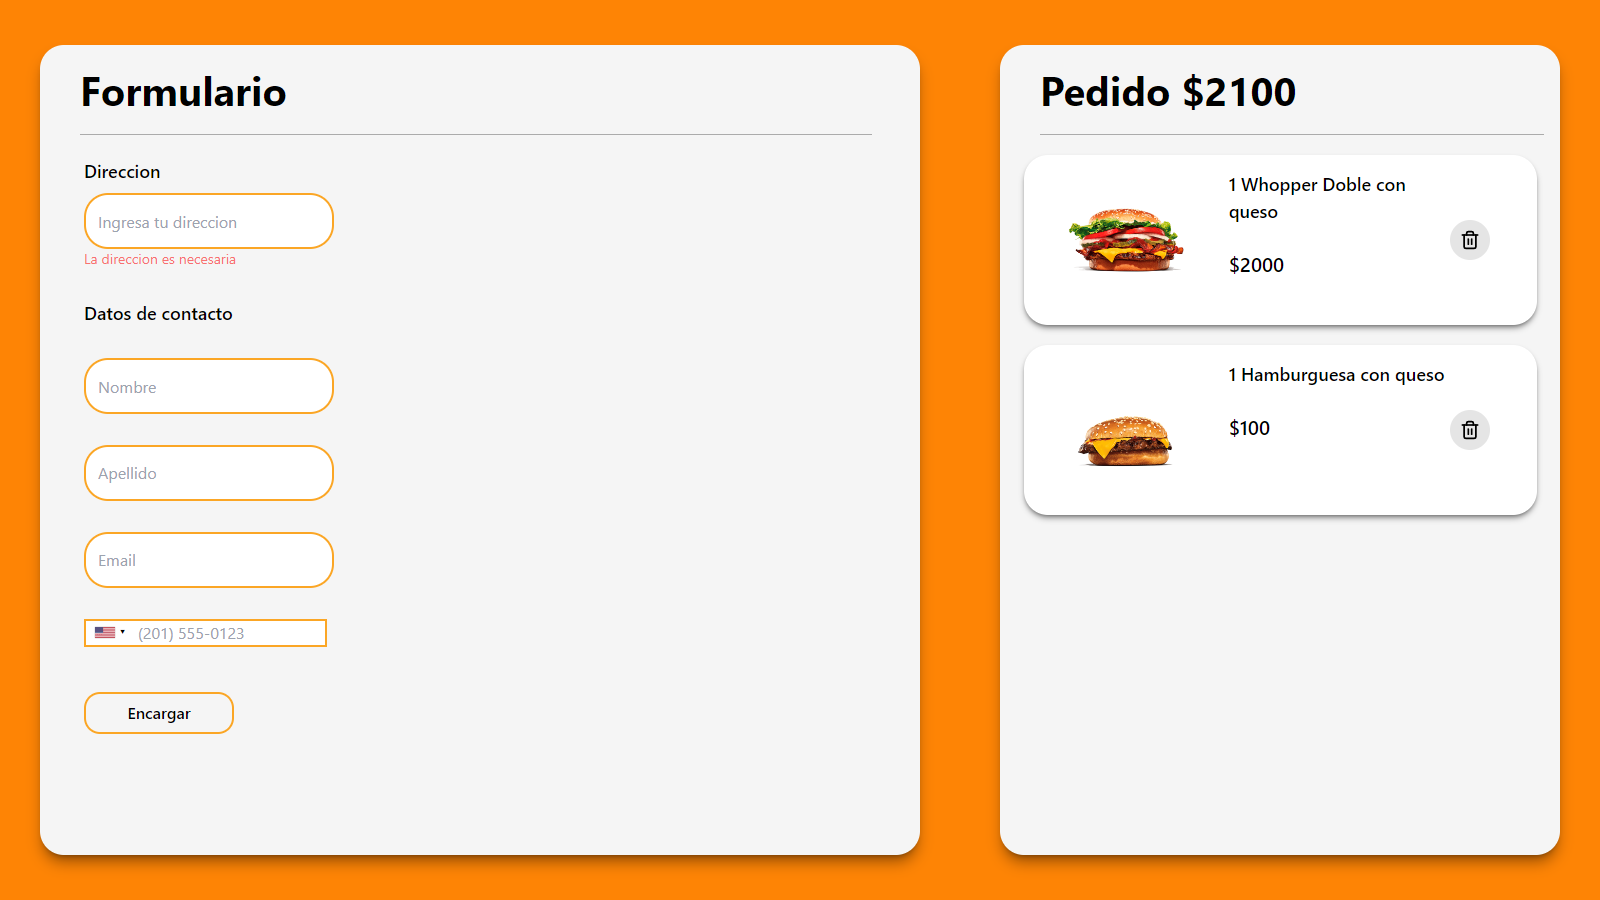 Formulario
Direccion
Ingresa tu direccion
La direccion es necesaria
Datos de contacto
Nombre
Apellido
Email
(201) 555-0123
Encargar
Pedido $2100
1 Whopper Doble con
queso
$2000
1 Hamburguesa con queso
$100